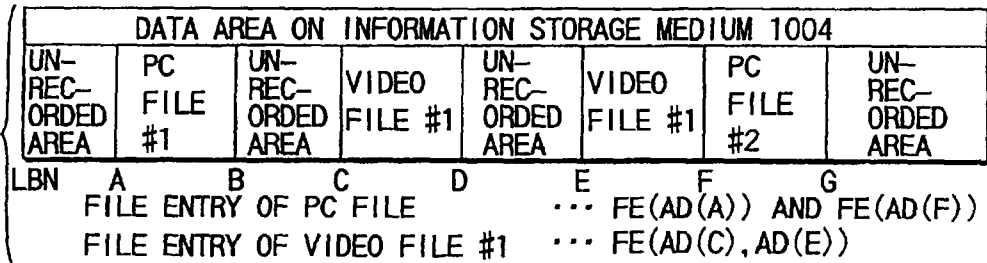 DATA AREA ON INFORMATION STORAGE MEDIUM 1004
UN-
REC-
ORDED
AREA
PC
FILE
#1
UN-
REC-
ORDED
AREA
VIDEO
FILE #1
UN-
REC-
ORDED
AREA
VIDEO
FILE #1
PC
FILE
#2
UN-
REC-
ORDED
AREA
LBN A B C D E F G
FILE ENTRY OF PC FILE ··· FE(AD(A)) AND FE(AD(F))
FILE ENTRY OF VIDEO FILE #1 ··· FE(AD(C),AD(E))